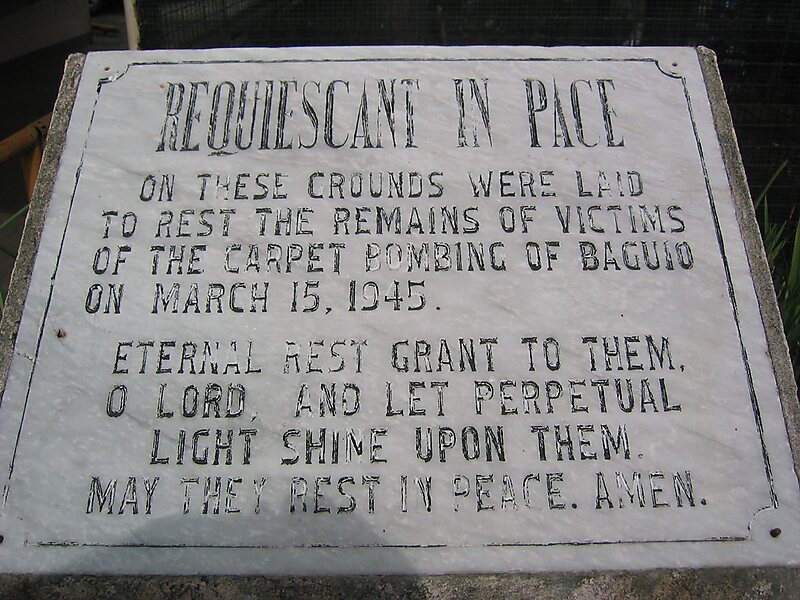 REQUIESCANT IN PACE
ON THESE GROUNDS WERE LAID
TO REST THE REMAINS OF VICTIMS
OF THE CARPET BOMBING OF BAGUIO
ON MARCH 15, 1945.
ETERNAL REST GRANT TO THEM,
O LORD, AND LET PERPETUAL
LIGHT SHINE UPON THEM.
MAY THEY REST IN PEACE. AMEN.